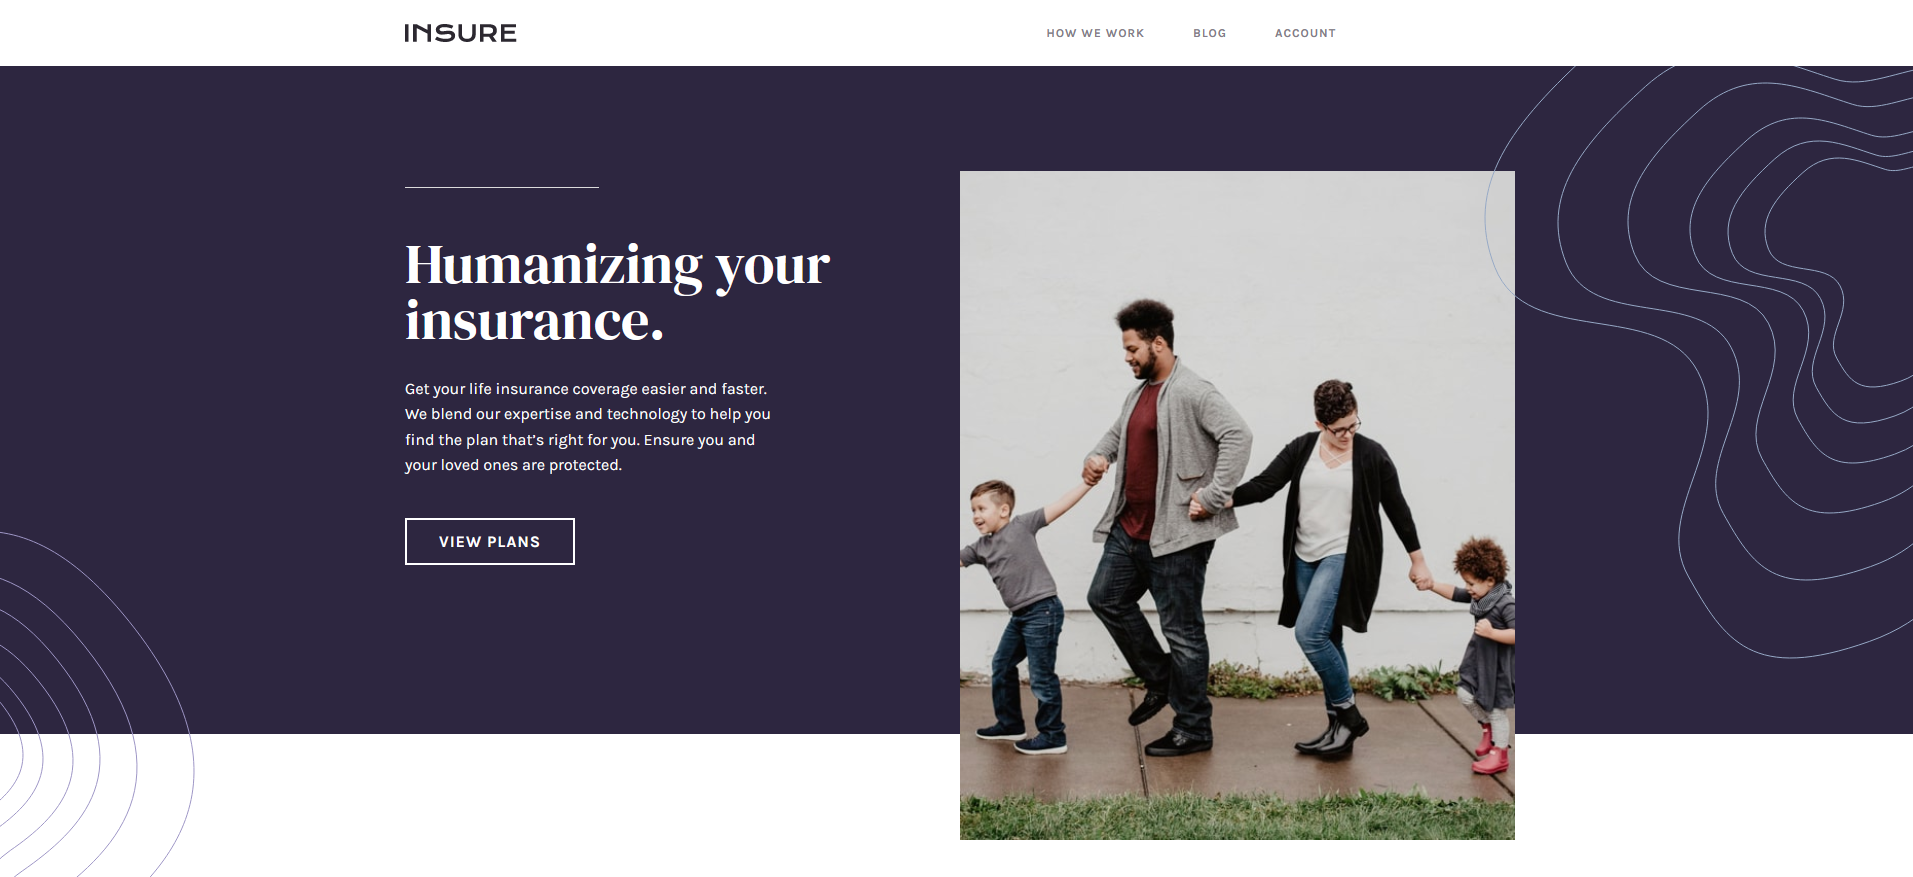 INSURE
HOW WE WORK
BLOG
ACCOUNT
Humanizing your
insurance.
Get your life insurance coverage easier and faster.
We blend our expertise and technology to help you
find the plan that's right for you. Ensure you and
your loved ones are protected.
VIEW PLANS